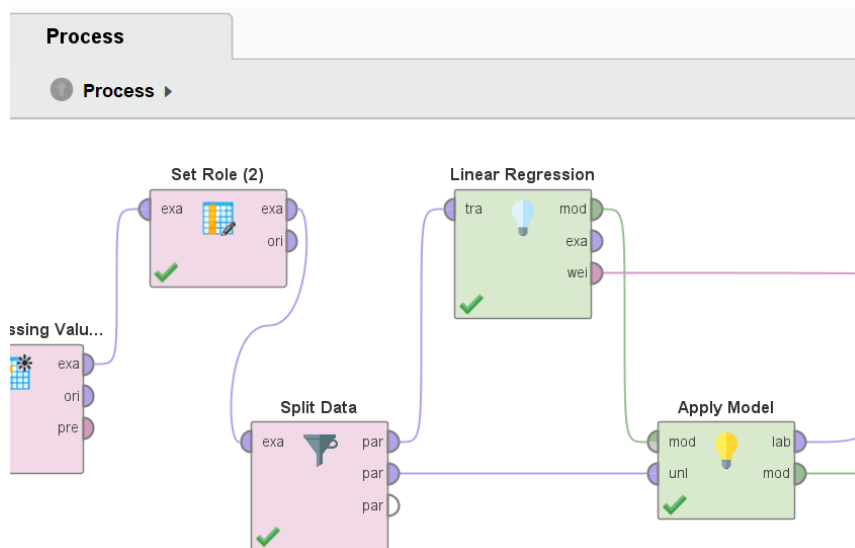 Process
Process
Set Role (2)
exa exa
ori
Linear Regression
tra mod
exa
wei
ssing Valu...
exa
ori
pre
Split Data
exa par
par
par
Apply Model
mod lab
unl mod